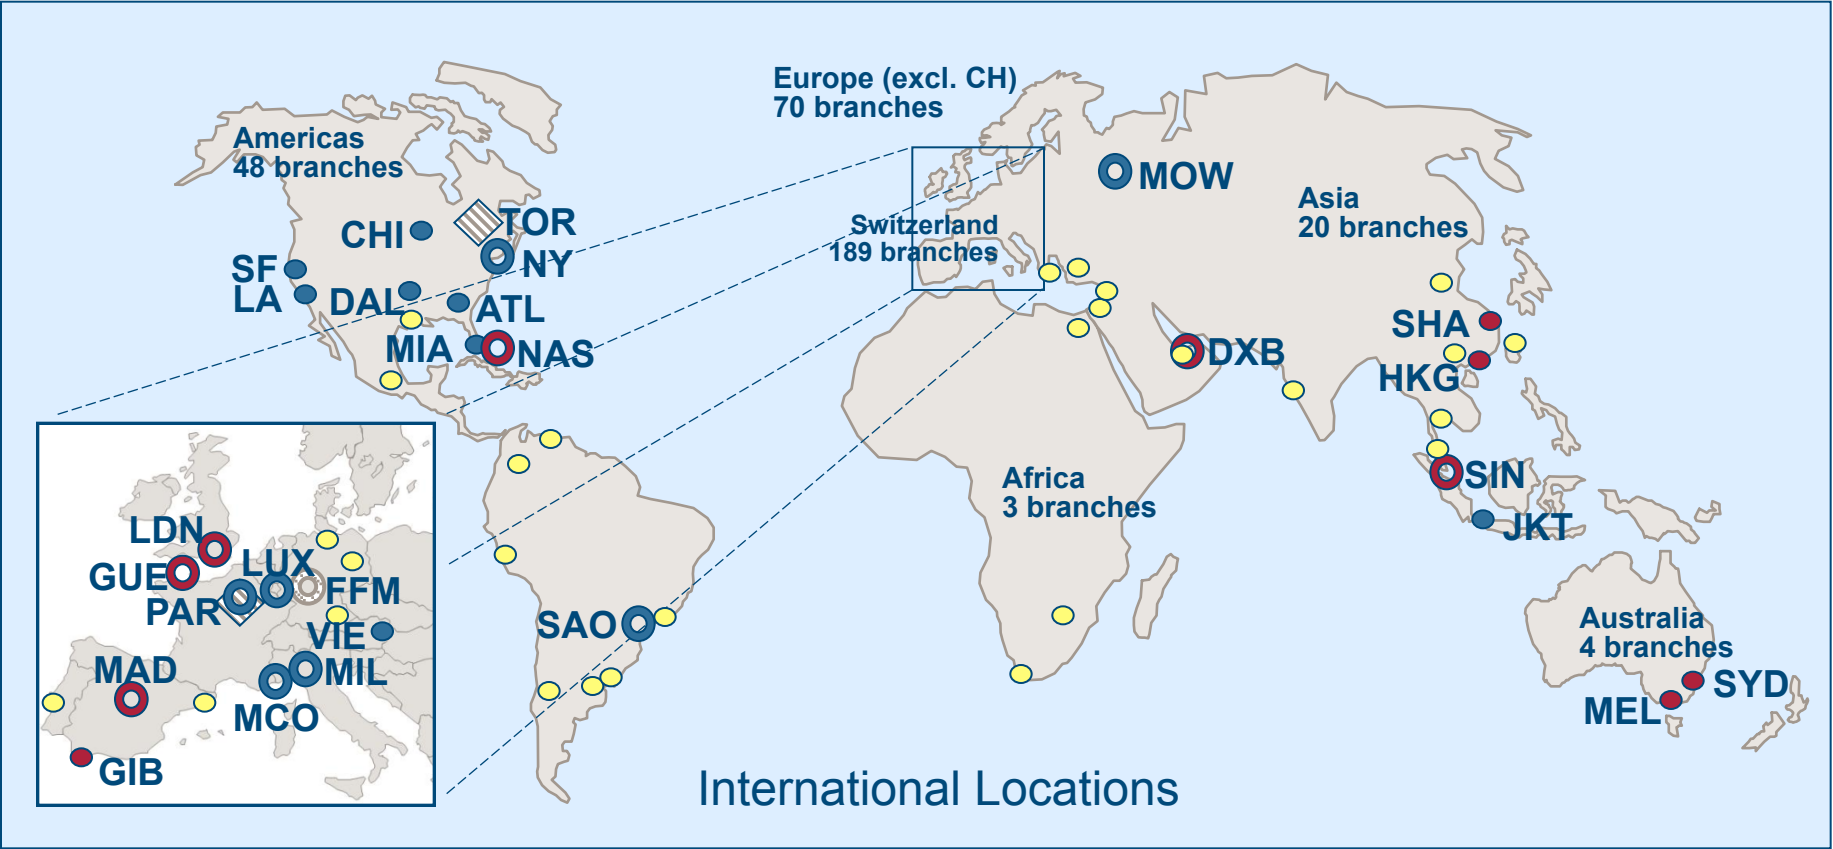 Europe (excl. CH)
70 branches
Americas
48 branches
MOW
Asia
20 branches
Switzerland
189 branches
TOR
CHI
NY
SF
LA
DAL
ATL
MIA
NAS
DXB
SHA
HKG
SIN
JKT
Africa
3 branches
LDN
LUX
GUE
FFM
PAR
VIE
MAD
MIL
MCO
GIB
SAO
Australia
4 branches
SYD
MEL
International Locations